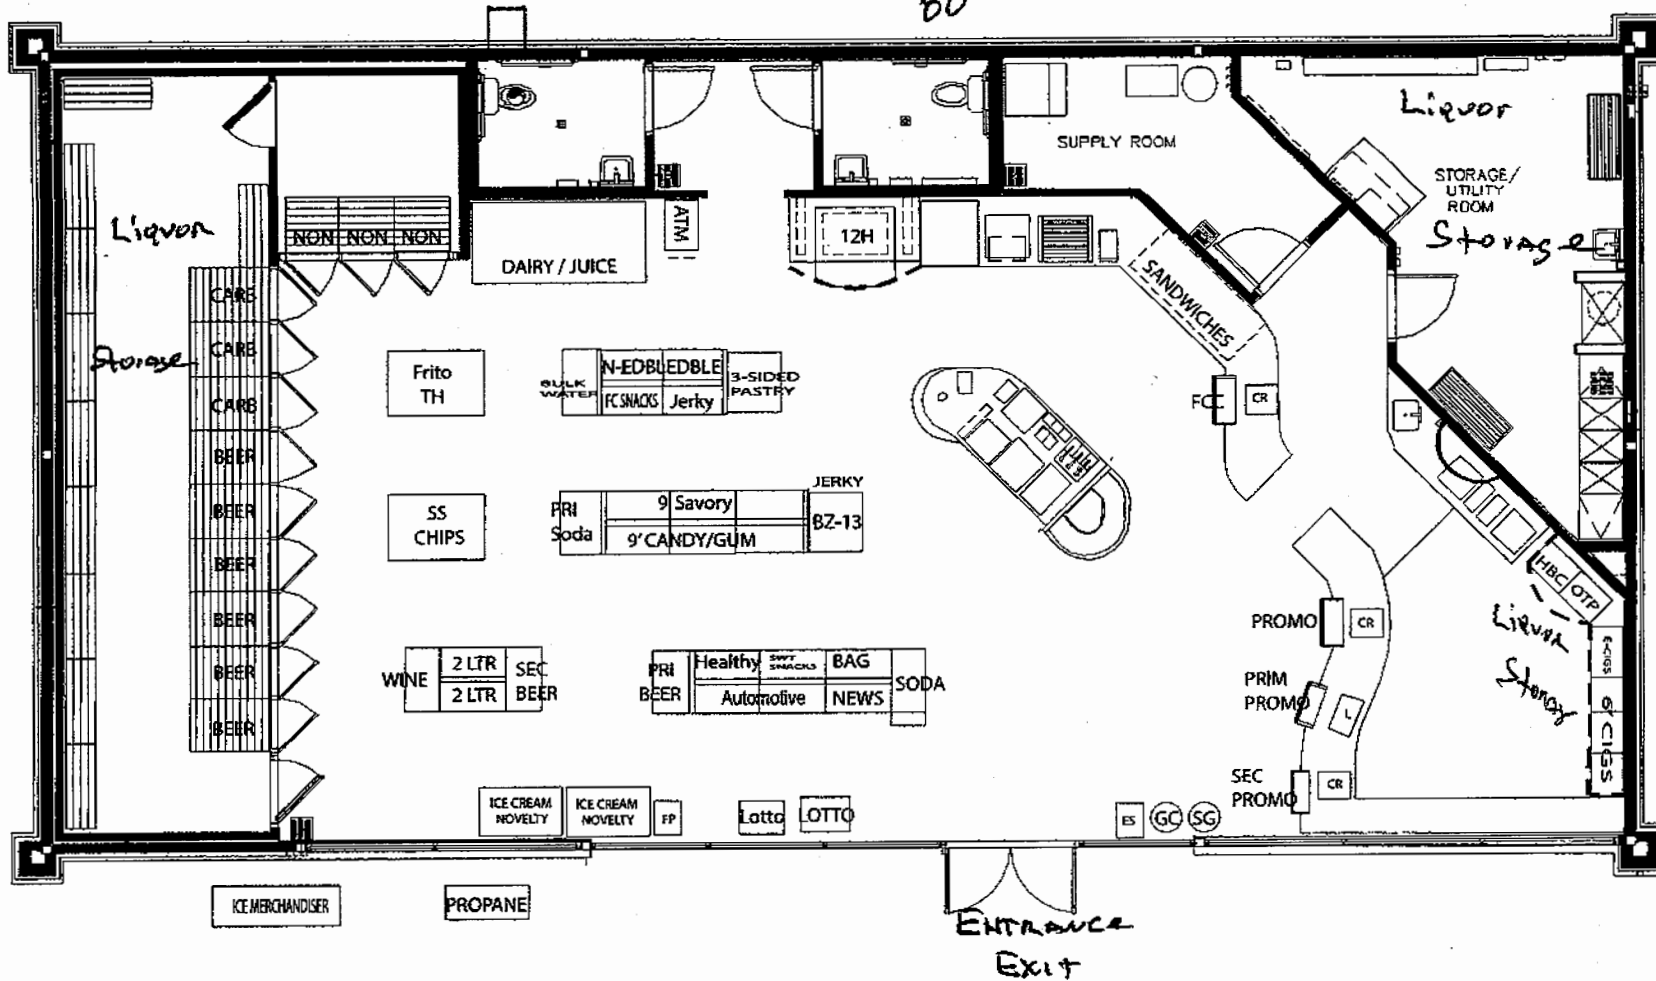 80
Liquor
SUPPLY ROOM
STORAGE/
UTILITY
ROOM
Storage
Liquor
Storage
NON NON NON
DAIRY / JUICE
ATM
12H
SANDWICHES
CARB
CARB
CARB
BEER
BEER
BEER
BEER
BEER
BEER
Frito
TH
BULK
WATER
N-EDBL EDBLE
FC SNACKS Jerky
3-SIDED
PASTRY
FC
CR
SS
CHIPS
PRI
Soda
9 Savory
9' CANDY/GUM
JERKY
BZ-13
HBC OTP
Liquor
Storag
E-CIGS
6' CIGS
PROMO
CR
PRIM
PROMO
L
SEC
PROMO
CR
WINE
2 LTR
2 LTR
SEC
BEER
PRI
BEER
Healthy SWT SNACKS BAG
Automotive NEWS
SODA
ICE CREAM
NOVELTY
ICE CREAM
NOVELTY
FP
Lotto
LOTTO
ES
GC
SG
ICE MERCHANDISER
PROPANE
ENTRANCE
Exit